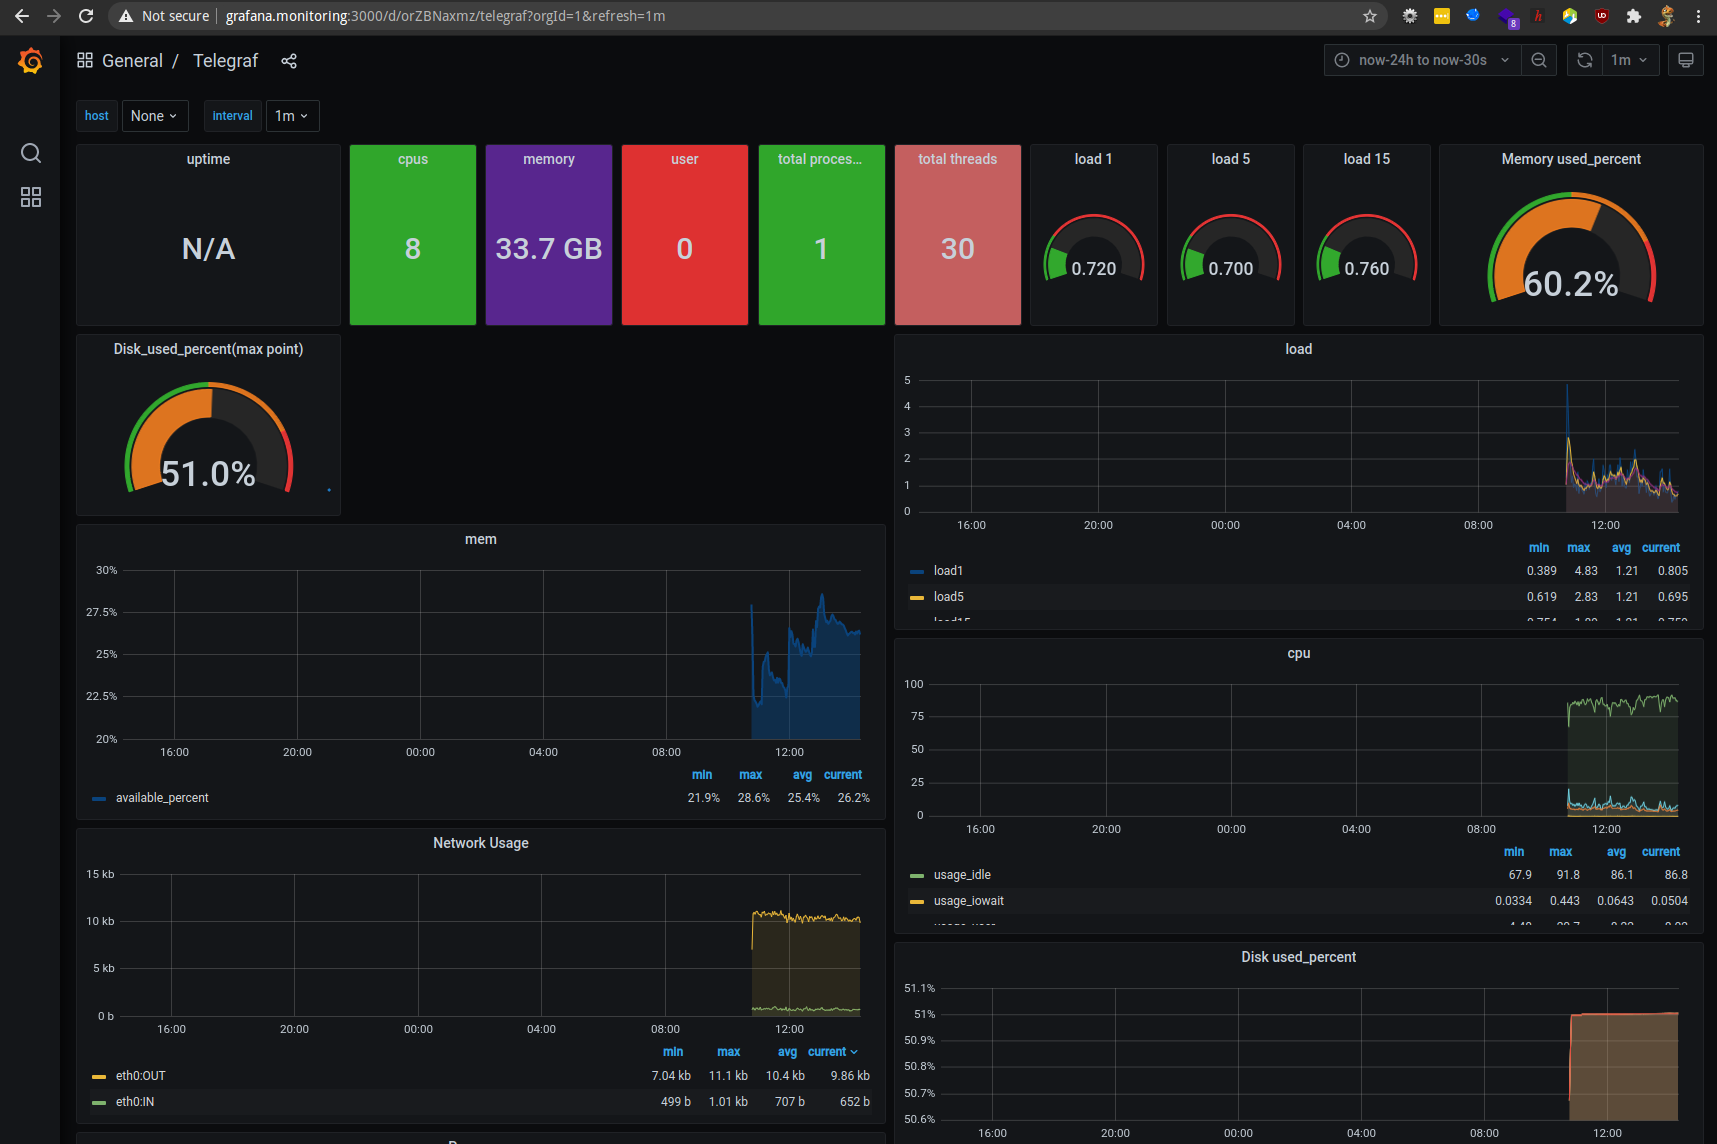 Not secure | grafana.monitoring:3000/d/orZBNaxmz/telegraf?orgId=1&refresh=1m
8
General / Telegraf
now-24h to now-30s
1m
host None interval 1m
uptime
N/A
cpus
8
memory
33.7 GB
user
0
total proces...
1
total threads
30
load 1
0.720
load 5
0.700
load 15
0.760
Memory used_percent
60.2%
Disk_used_percent(max point)
51.0%
load
5
4
3
2
1
0
16:00 20:00 00:00 04:00 08:00 12:00
min max avg current
load1 0.389 4.83 1.21 0.805
load5 0.619 2.83 1.21 0.695
mem
30%
27.5%
25%
22.5%
20%
16:00 20:00 00:00 04:00 08:00 12:00
min max avg current
available_percent 21.9% 28.6% 25.4% 26.2%
cpu
100
75
50
25
0
16:00 20:00 00:00 04:00 08:00 12:00
min max avg current
usage_idle 67.9 91.8 86.1 86.8
usage_iowait 0.0334 0.443 0.0643 0.0504
Network Usage
15 kb
10 kb
5 kb
0 b
16:00 20:00 00:00 04:00 08:00 12:00
min max avg current
eth0:OUT 7.04 kb 11.1 kb 10.4 kb 9.86 kb
eth0:IN 499 b 1.01 kb 707 b 652 b
Disk used_percent
51.1%
51%
50.9%
50.8%
50.7%
50.6%
16:00 20:00 00:00 04:00 08:00 12:00